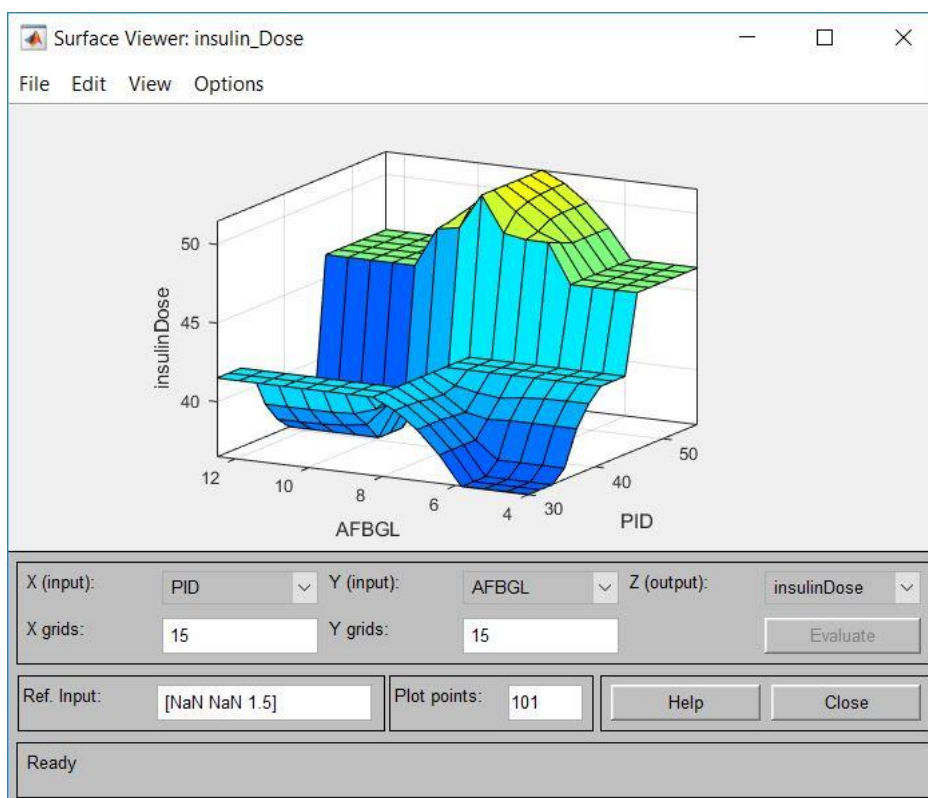 Surface Viewer: insulin_Dose
File Edit View Options
50
45
40
insulinDose
12
10
8
6
4
AFBGL
30
40
50
PID
X (input): PID Y (input): AFBGL Z (output): insulinDose
X grids: 15 Y grids: 15 Evaluate
Ref. Input: [NaN NaN 1.5] Plot points: 101 Help Close
Ready